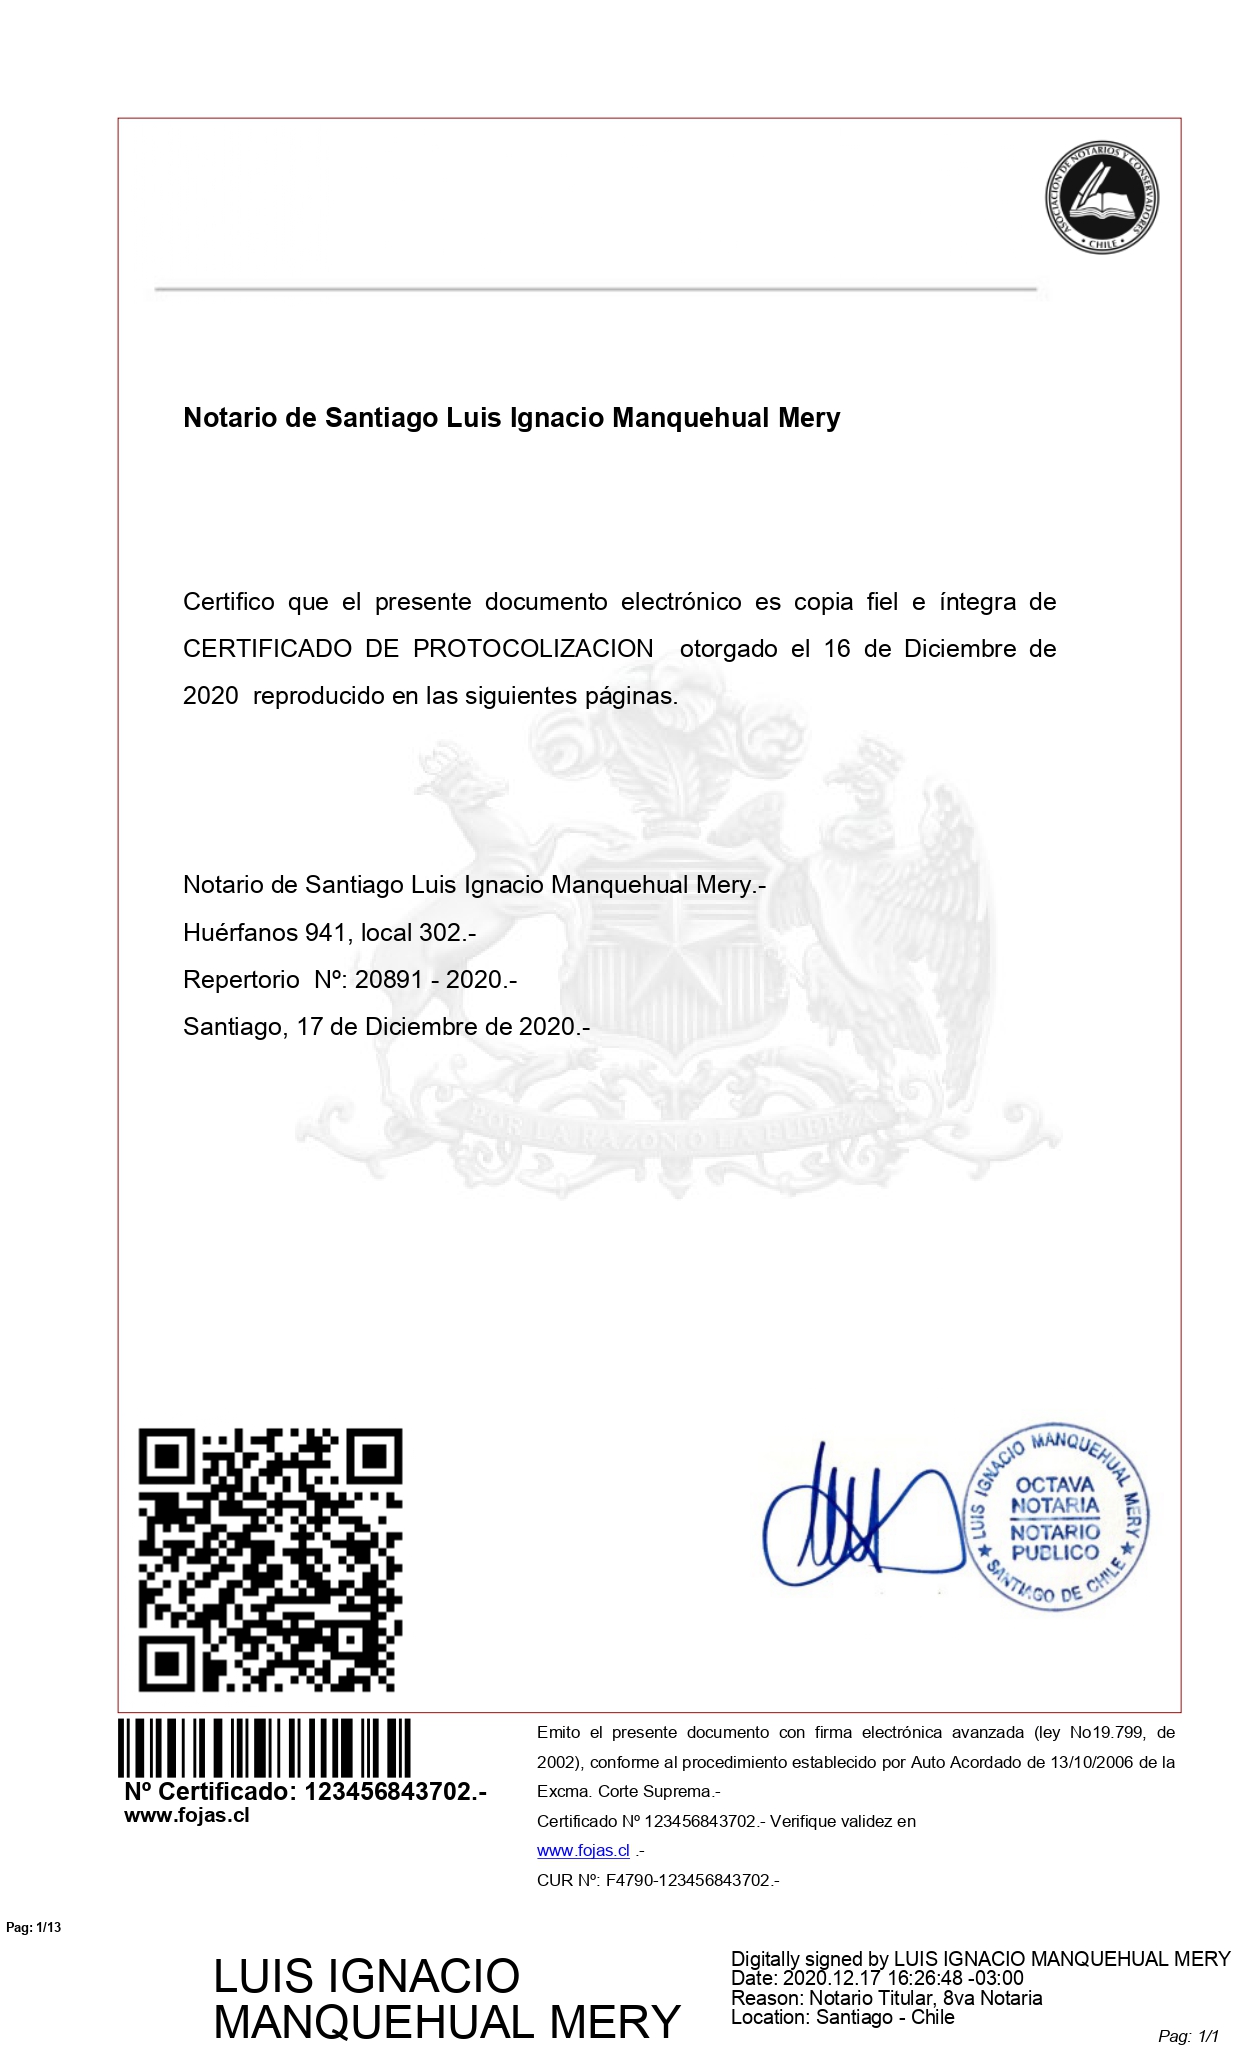 ASOCIACION DE NOTARIOS Y CONSERVADORES
• CHILE •
Notario de Santiago Luis Ignacio Manquehual Mery
Certifico que el presente documento electrónico es copia fiel e íntegra de
CERTIFICADO DE PROTOCOLIZACION otorgado el 16 de Diciembre de
2020 reproducido en las siguientes páginas.
Notario de Santiago Luis Ignacio Manquehual Mery.-
Huérfanos 941, local 302.-
Repertorio Nº: 20891 - 2020.-
Santiago, 17 de Diciembre de 2020.-
POR LA RAZON O LA FUERZA
LUIS IGNACIO MANQUEHUAL MERY
OCTAVA
NOTARIA
NOTARIO
PUBLICO
★ SANTIAGO DE CHILE ★
Nº Certificado: 123456843702.-
www.fojas.cl
Emito el presente documento con firma electrónica avanzada (ley No19.799, de
2002), conforme al procedimiento establecido por Auto Acordado de 13/10/2006 de la
Excma. Corte Suprema.-
Certificado Nº 123456843702.- Verifique validez en
www.fojas.cl .-
CUR Nº: F4790-123456843702.-
Pag: 1/13
LUIS IGNACIO
MANQUEHUAL MERY
Digitally signed by LUIS IGNACIO MANQUEHUAL MERY
Date: 2020.12.17 16:26:48 -03:00
Reason: Notario Titular, 8va Notaria
Location: Santiago - Chile
Pag: 1/1